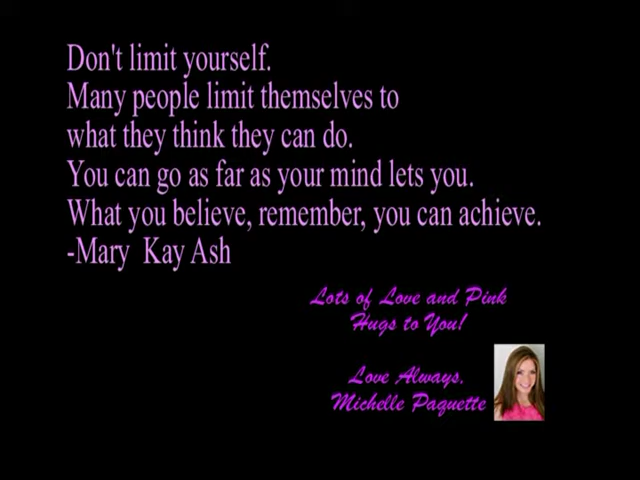 Don't limit yourself.
Many people limit themselves to
what they think they can do.
You can go as far as your mind lets you.
What you believe, remember, you can achieve.
-Mary  Kay Ash
Lots of Love and Pink
Hugs to You!
Love Always,
Michelle Paquette